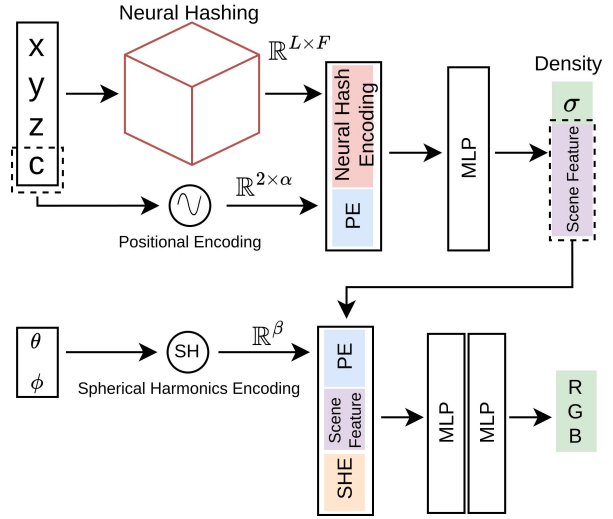 Neural Hashing
x
y
z
c
ℝ^{L×F}
Neural Hash
Encoding
PE
MLP
Density
σ
Scene Feature
ℝ^{2×α}
Positional Encoding
θ
ϕ
SH
ℝ^β
Spherical Harmonics Encoding
PE
Scene
Feature
SHE
MLP
MLP
R
G
B